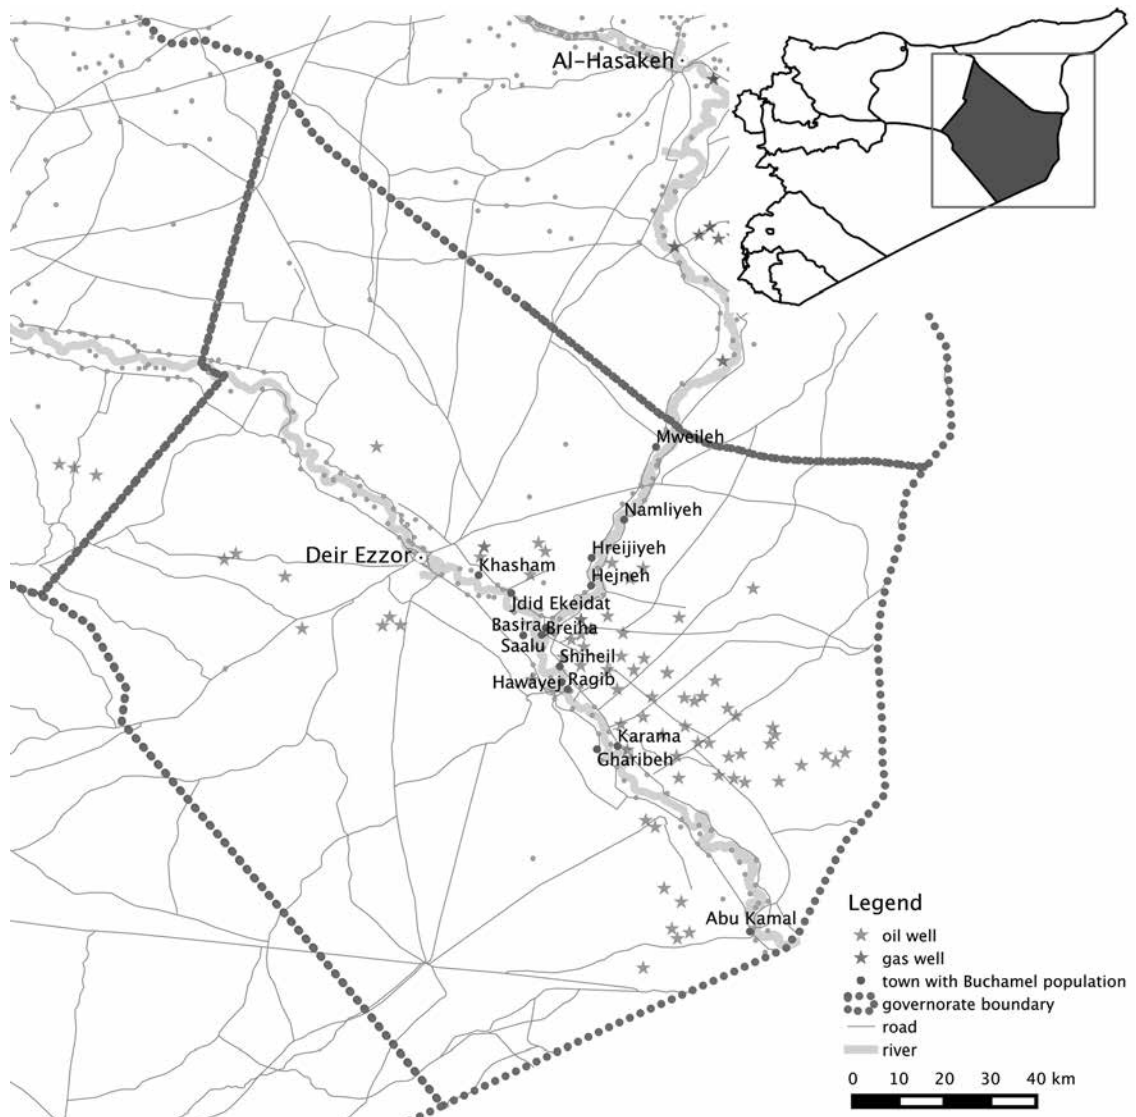 Al-Hasakeh
Mweileh
Namliyeh
Deir Ezzor
Hreijiyeh
Khasham
Hejneh
Jdid Ekeidat
Basira
Breiha
Saalu
Shiheil
Hawayej
Ragib
Karama
Gharibeh
Abu Kamal
Legend
oil well
gas well
town with Buchamel population
governorate boundary
road
river
0 10 20 30 40 km